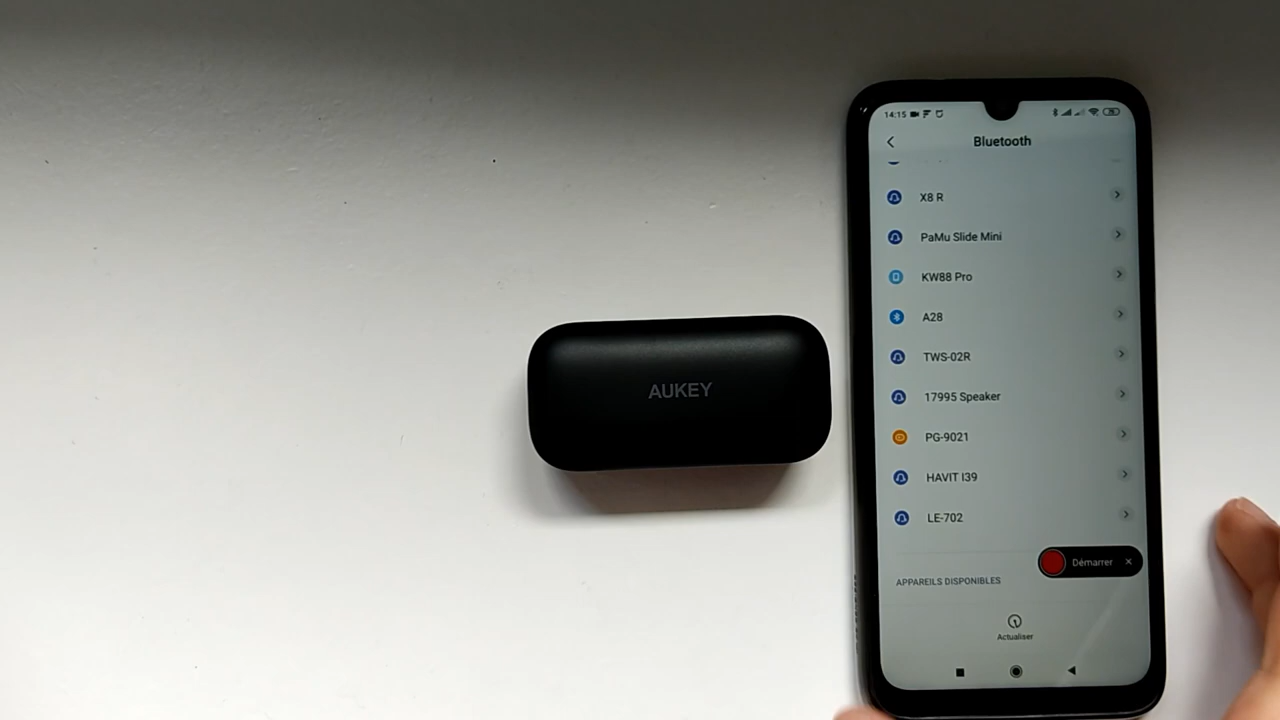 AUKEY
14:15
Bluetooth
X8 R
PaMu Slide Mini
KW88 Pro
A28
TWS-02R
17995 Speaker
PG-9021
HAVIT I39
LE-702
Démarrer
APPAREILS DISPONIBLES
Actualiser